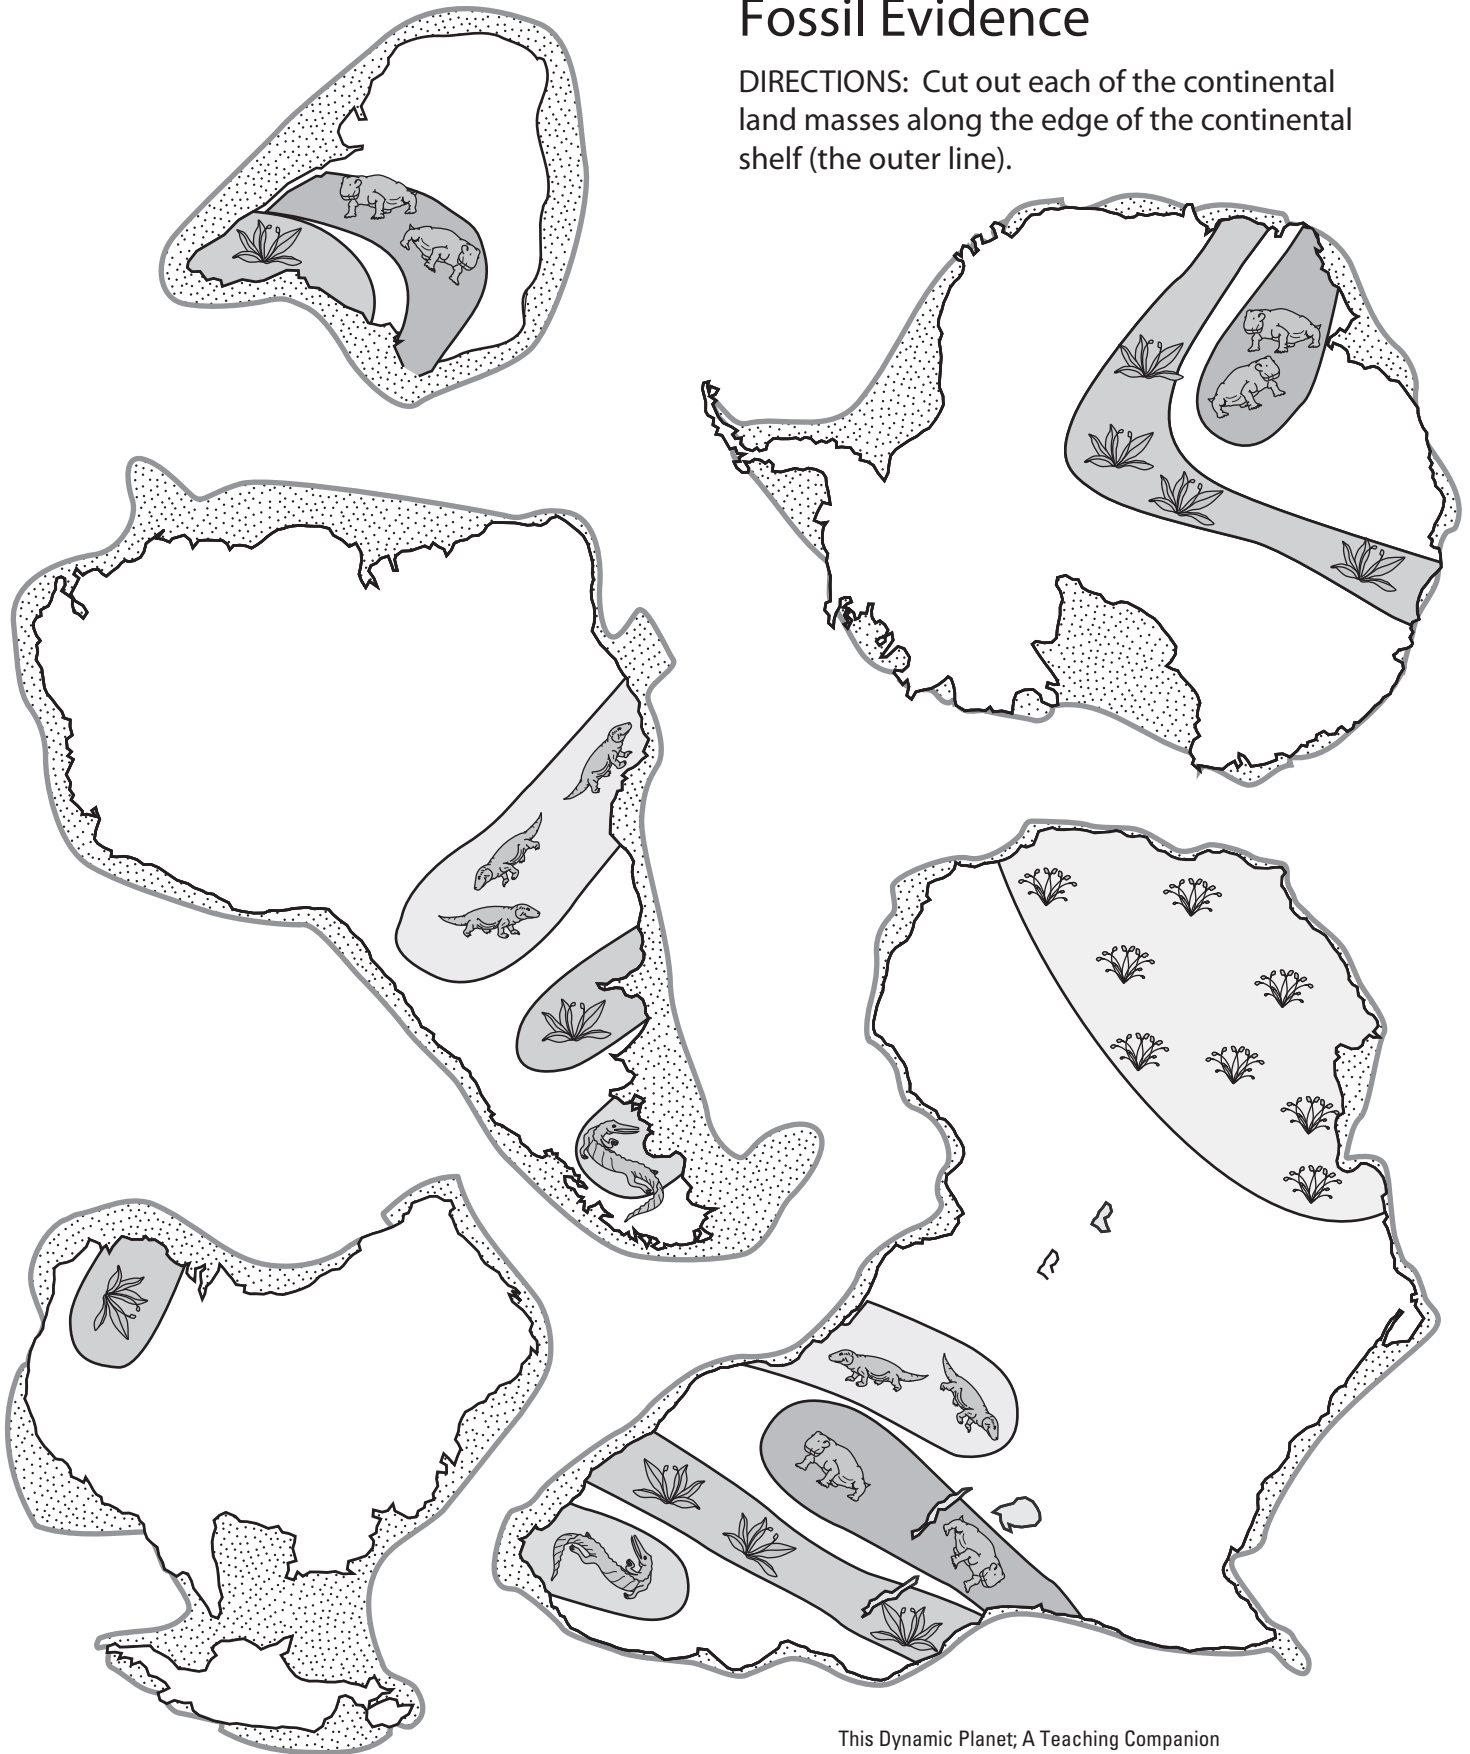 Fossil Evidence
DIRECTIONS:  Cut out each of the continental
land masses along the edge of the continental
shelf (the outer line).
This Dynamic Planet; A Teaching Companion